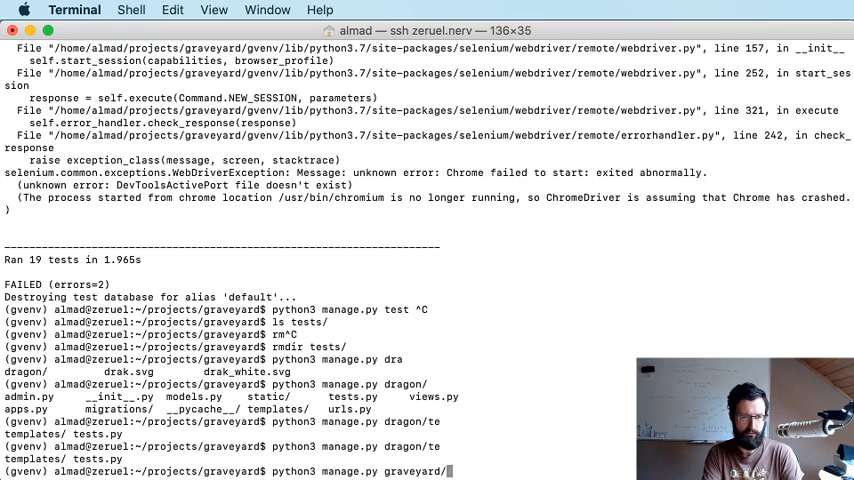 Terminal Shell Edit View Window Help
almad — ssh zeruel.nerv — 136×35
File "/home/almad/projects/graveyard/gvenv/lib/python3.7/site-packages/selenium/webdriver/remote/webdriver.py", line 157, in __init__
self.start_session(capabilities, browser_profile)
File "/home/almad/projects/graveyard/gvenv/lib/python3.7/site-packages/selenium/webdriver/remote/webdriver.py", line 252, in start_ses
sion
response = self.execute(Command.NEW_SESSION, parameters)
File "/home/almad/projects/graveyard/gvenv/lib/python3.7/site-packages/selenium/webdriver/remote/webdriver.py", line 321, in execute
self.error_handler.check_response(response)
File "/home/almad/projects/graveyard/gvenv/lib/python3.7/site-packages/selenium/webdriver/remote/errorhandler.py", line 242, in check_
response
raise exception_class(message, screen, stacktrace)
selenium.common.exceptions.WebDriverException: Message: unknown error: Chrome failed to start: exited abnormally.
(unknown error: DevToolsActivePort file doesn't exist)
(The process started from chrome location /usr/bin/chromium is no longer running, so ChromeDriver is assuming that Chrome has crashed.
)
----------------------------------------------------------------------
Ran 19 tests in 1.965s
FAILED (errors=2)
Destroying test database for alias 'default'...
(gvenv) almad@zeruel:~/projects/graveyard$ python3 manage.py test ^C
(gvenv) almad@zeruel:~/projects/graveyard$ ls tests/
(gvenv) almad@zeruel:~/projects/graveyard$ rm^C
(gvenv) almad@zeruel:~/projects/graveyard$ rmdir tests/
(gvenv) almad@zeruel:~/projects/graveyard$ python3 manage.py dra
dragon/ drak.svg drak_white.svg
(gvenv) almad@zeruel:~/projects/graveyard$ python3 manage.py dragon/
admin.py __init__.py models.py static/ tests.py views.py
apps.py migrations/ __pycache__/ templates/ urls.py
(gvenv) almad@zeruel:~/projects/graveyard$ python3 manage.py dragon/te
templates/ tests.py
(gvenv) almad@zeruel:~/projects/graveyard$ python3 manage.py dragon/te
templates/ tests.py
(gvenv) almad@zeruel:~/projects/graveyard$ python3 manage.py graveyard/